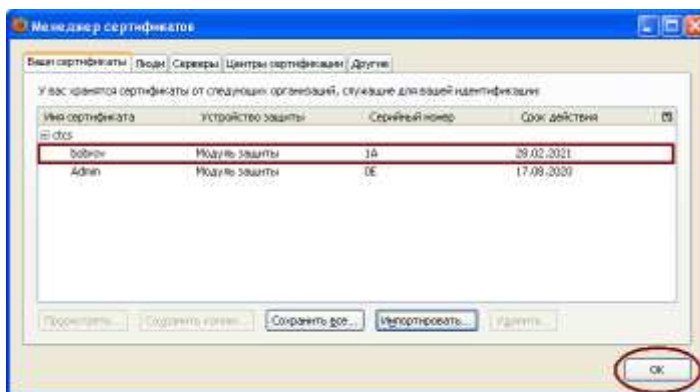 Менеджер сертификатов
Ваши сертификаты Люди Серверы Центры сертификации Другие
У вас хранятся сертификаты от следующих организаций, служащие для вашей идентификации:
Имя сертификата Устройство защиты Серийный номер Срок действия
ctcs
bobrov Модуль защиты 1A 28.02.2021
Admin Модуль защиты 0E 17.08.2020
Просмотреть... Сохранить копию... Сохранить все... Импортировать... Удалить...
OK